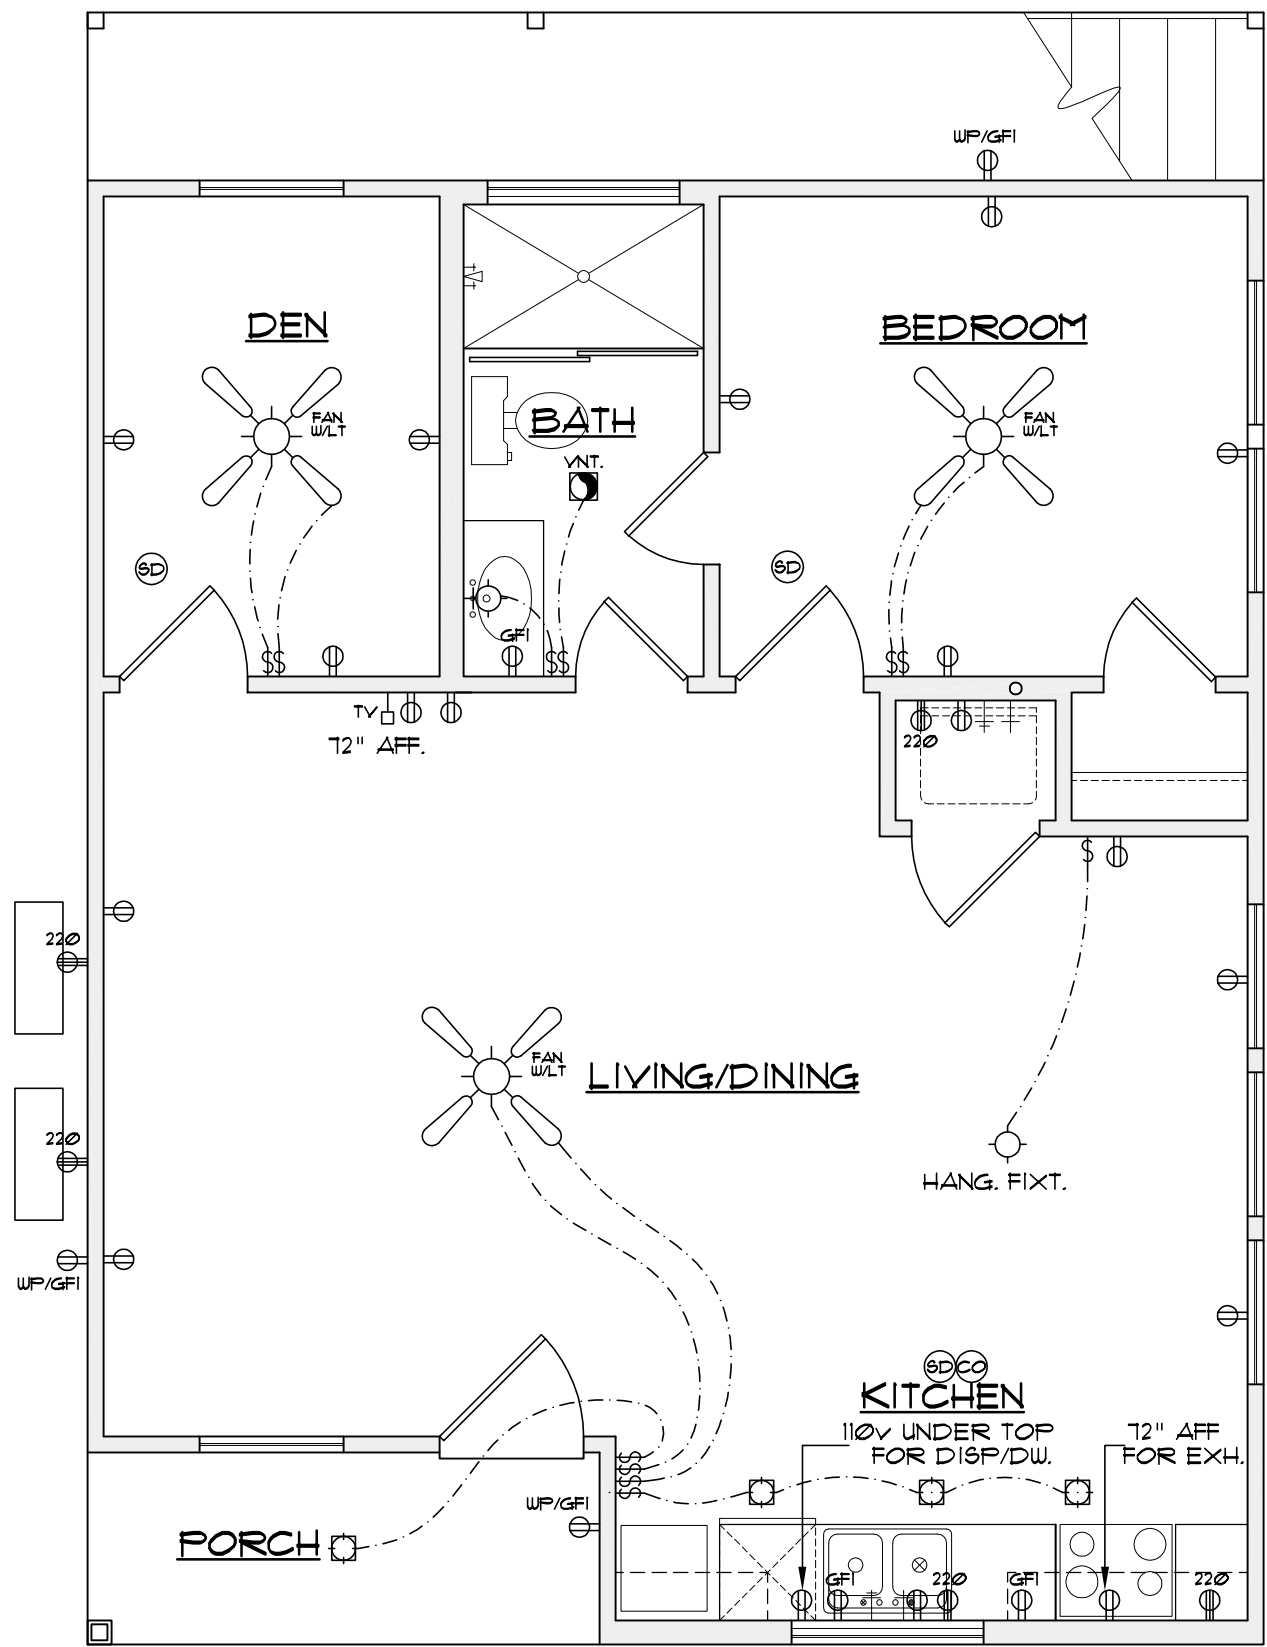 WP/GFI
DEN
BEDROOM
FAN
W/LT
BATH
FAN
W/LT
VNT.
SD
SD
GFI
$$
$$
$$
TV
72" AFF.
220
$
220
FAN
W/LT
LIVING/DINING
220
HANG. FIXT.
WP/GFI
SD CO
KITCHEN
110v UNDER TOP
FOR DISP/DW.
72" AFF
FOR EXH.
$
$
$
$
WP/GFI
PORCH
GFI
220
GFI
220